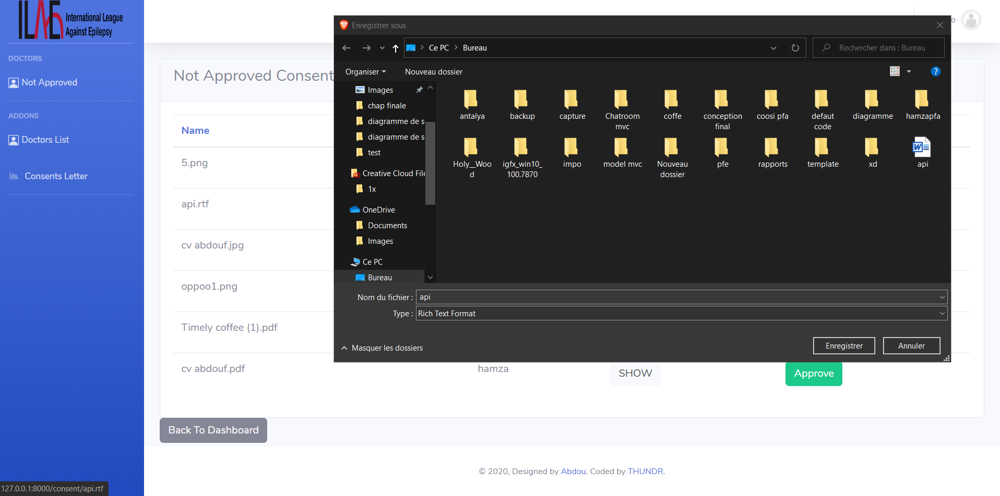 ILAE
International League
Against Epilepsy
DOCTORS
Not Approved
ADDONS
Doctors List
Consents Letter
127.0.0.1:8000/consent/api.rtf
o
Not Approved Consent
Name
5.png
api.rtf
cv abdouf.jpg
oppoo1.png
Timely coffee (1).pdf
cv abdouf.pdf hamza SHOW Approve
Back To Dashboard
© 2020, Designed by Abdou. Coded by THUNDR.
Enregistrer sous
Ce PC Bureau
Rechercher dans : Bureau
Organiser Nouveau dossier
?
Images
chap finale
diagramme de s
diagramme de s
test
Creative Cloud File
1x
OneDrive
Documents
Images
Ce PC
Bureau
antalya
backup
capture
Chatroom
mvc
coffe
conception
final
coosi pfa
defaut
code
diagramme
hamzapfa
Holy__Woo
d
igfx_win10_
100.7870
impo
model mvc
Nouveau
dossier
pfe
rapports
template
xd
W
api
Nom du fichier : api
Type : Rich Text Format
Masquer les dossiers
Enregistrer Annuler